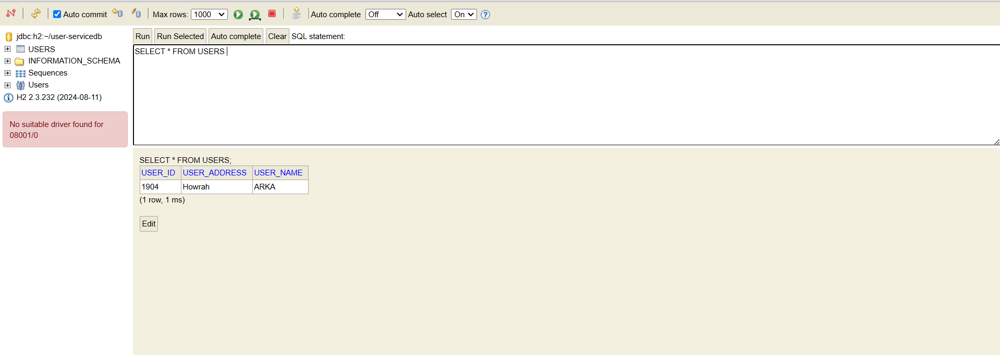 Auto commit Max rows: 1000 Auto complete Off Auto select On ?
jdbc:h2:~/user-servicedb
USERS
INFORMATION_SCHEMA
Sequences
Users
H2 2.3.232 (2024-08-11)
No suitable driver found for
08001/0
Run Run Selected Auto complete Clear SQL statement:
SELECT * FROM USERS
SELECT * FROM USERS;
USER_ID USER_ADDRESS USER_NAME
1904 Howrah ARKA
(1 row, 1 ms)
Edit